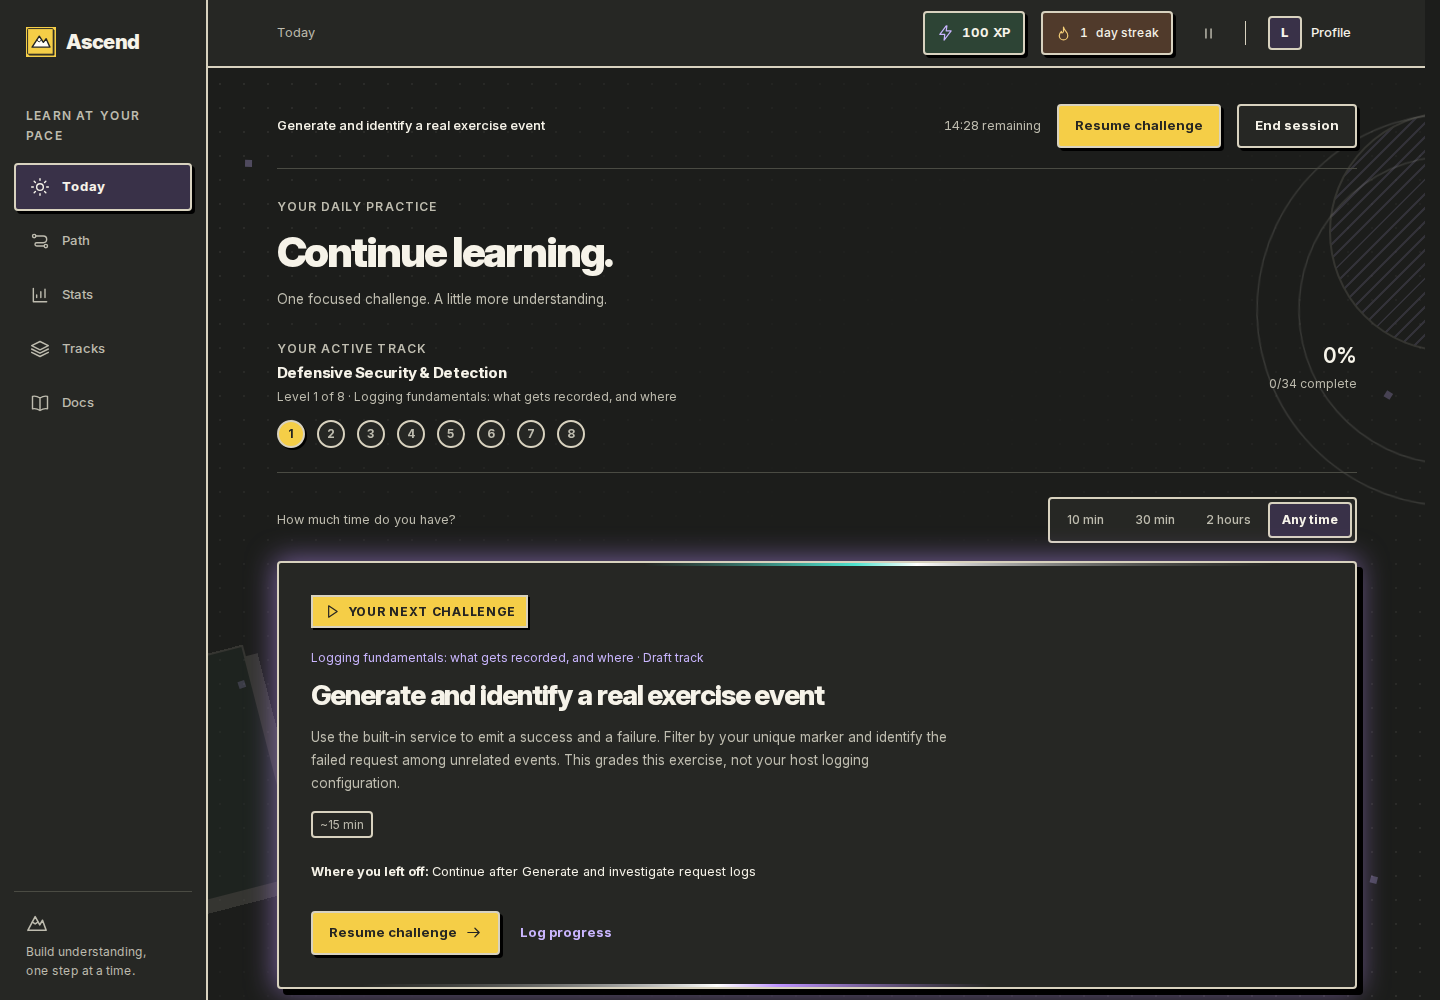 Ascend
LEARN AT YOUR
PACE
Today
Path
Stats
Tracks
Docs
Build understanding,
one step at a time.
Today
100 XP
1 day streak
L
Profile
Generate and identify a real exercise event
14:28 remaining
Resume challenge
End session
YOUR DAILY PRACTICE
Continue learning.
One focused challenge. A little more understanding.
YOUR ACTIVE TRACK
Defensive Security & Detection
Level 1 of 8 · Logging fundamentals: what gets recorded, and where
0%
0/34 complete
1 2 3 4 5 6 7 8
How much time do you have?
10 min 30 min 2 hours Any time
YOUR NEXT CHALLENGE
Logging fundamentals: what gets recorded, and where · Draft track
Generate and identify a real exercise event
Use the built-in service to emit a success and a failure. Filter by your unique marker and identify the
failed request among unrelated events. This grades this exercise, not your host logging
configuration.
~15 min
Where you left off: Continue after Generate and investigate request logs
Resume challenge
Log progress